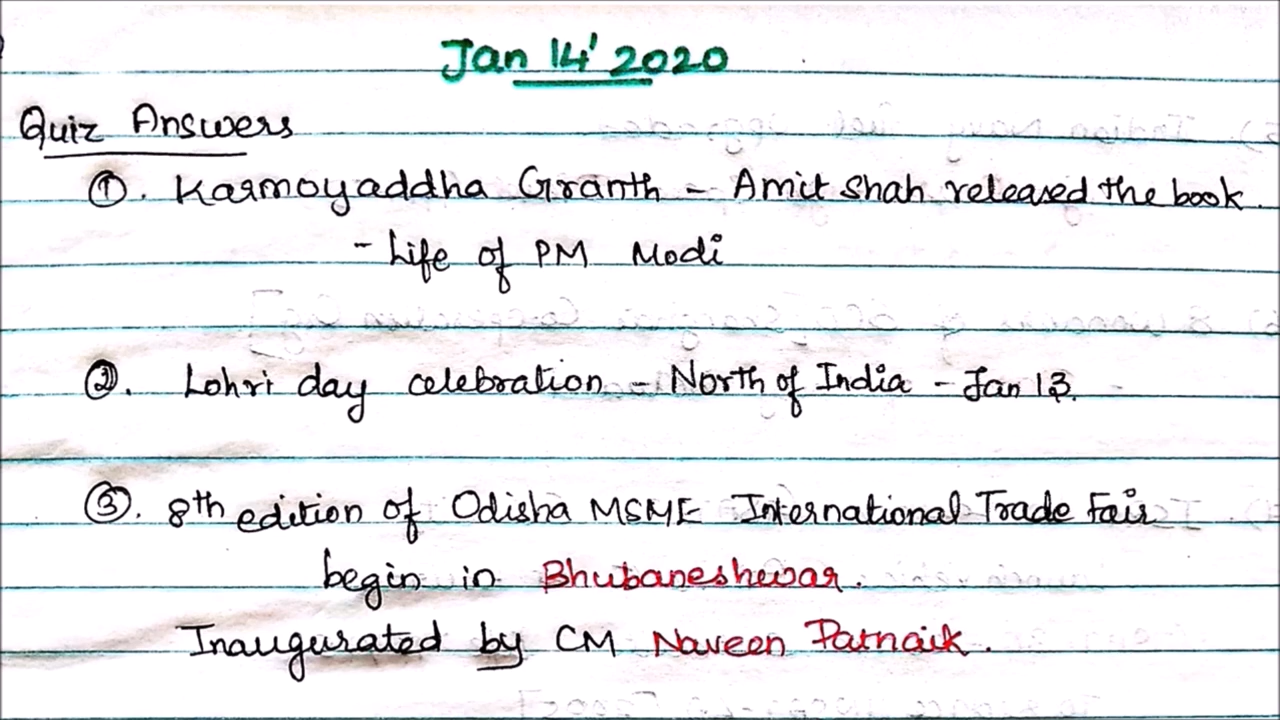 Jan 14' 2020
Quiz Answers
①. Karmoyaddha Granth - Amit Shah released the book.
- Life of PM Modi
②. Lohri day celebration - North of India - Jan 13.
③. 8th edition of Odisha MSME International Trade Fair
begin in Bhubaneshwar.
Inaugurated by CM Naveen Patnaik.